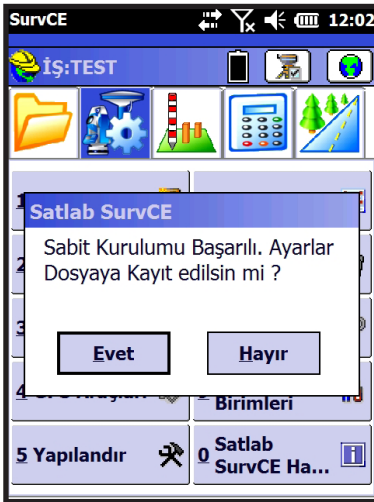 SurvCE 12:02
İŞ:TEST
1
Satlab SurvCE
Sabit Kurulumu Başarılı. Ayarlar
Dosyaya Kayıt edilsin mi ?
2
3
Evet Hayır
4
Birimleri
5 Yapılandır 0 Satlab
SurvCE Ha...